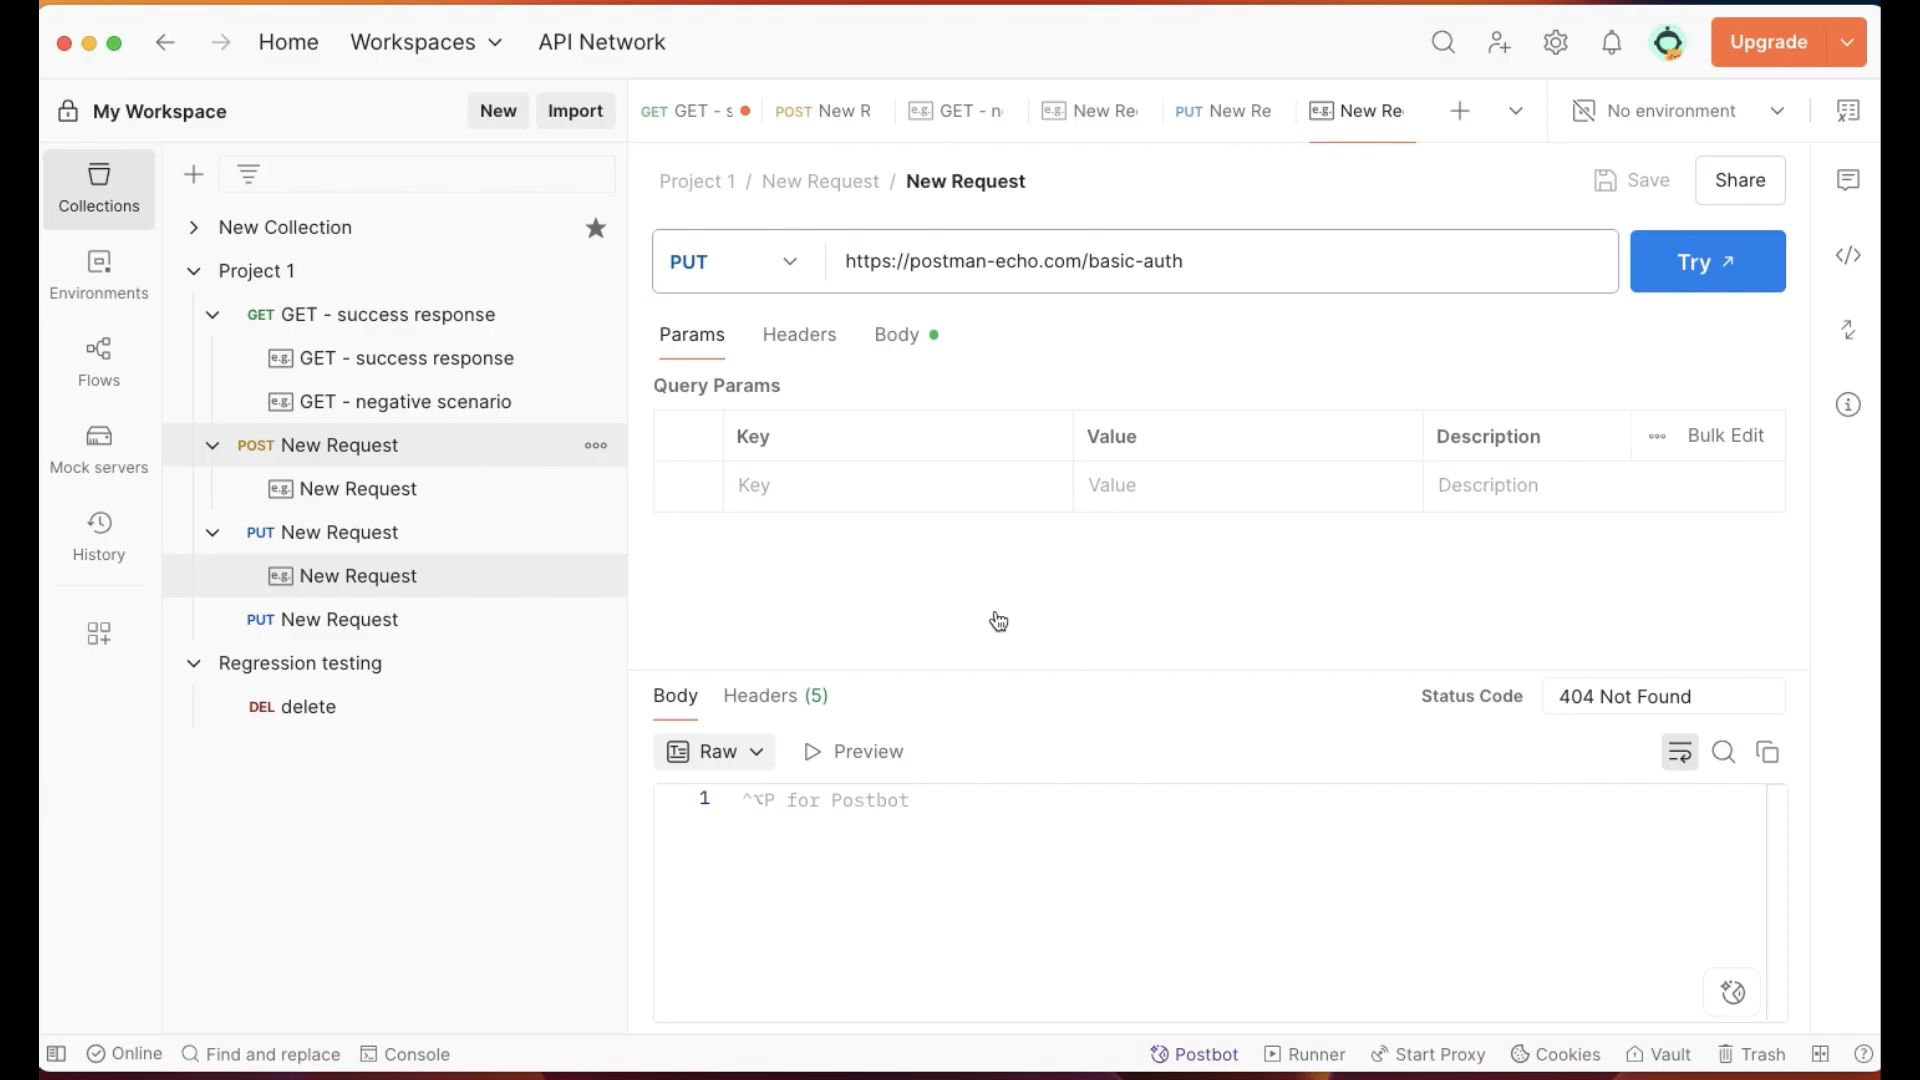 Home Workspaces API Network Upgrade
My Workspace New Import GET GET - s POST New R e.g. GET - n e.g. New Re PUT New Re e.g. New Re No environment
Project 1 / New Request / New Request Save Share
Collections
Environments
Flows
Mock servers
History
New Collection
Project 1
GET GET - success response
e.g. GET - success response
e.g. GET - negative scenario
POST New Request
e.g. New Request
PUT New Request
e.g. New Request
PUT New Request
Regression testing
DEL delete
PUT https://postman-echo.com/basic-auth Try
Params Headers Body
Query Params
Key Value Description Bulk Edit
Key Value Description
Body Headers (5) Status Code 404 Not Found
Raw Preview
1 ^⌥P for Postbot
Online Find and replace Console Postbot Runner Start Proxy Cookies Vault Trash